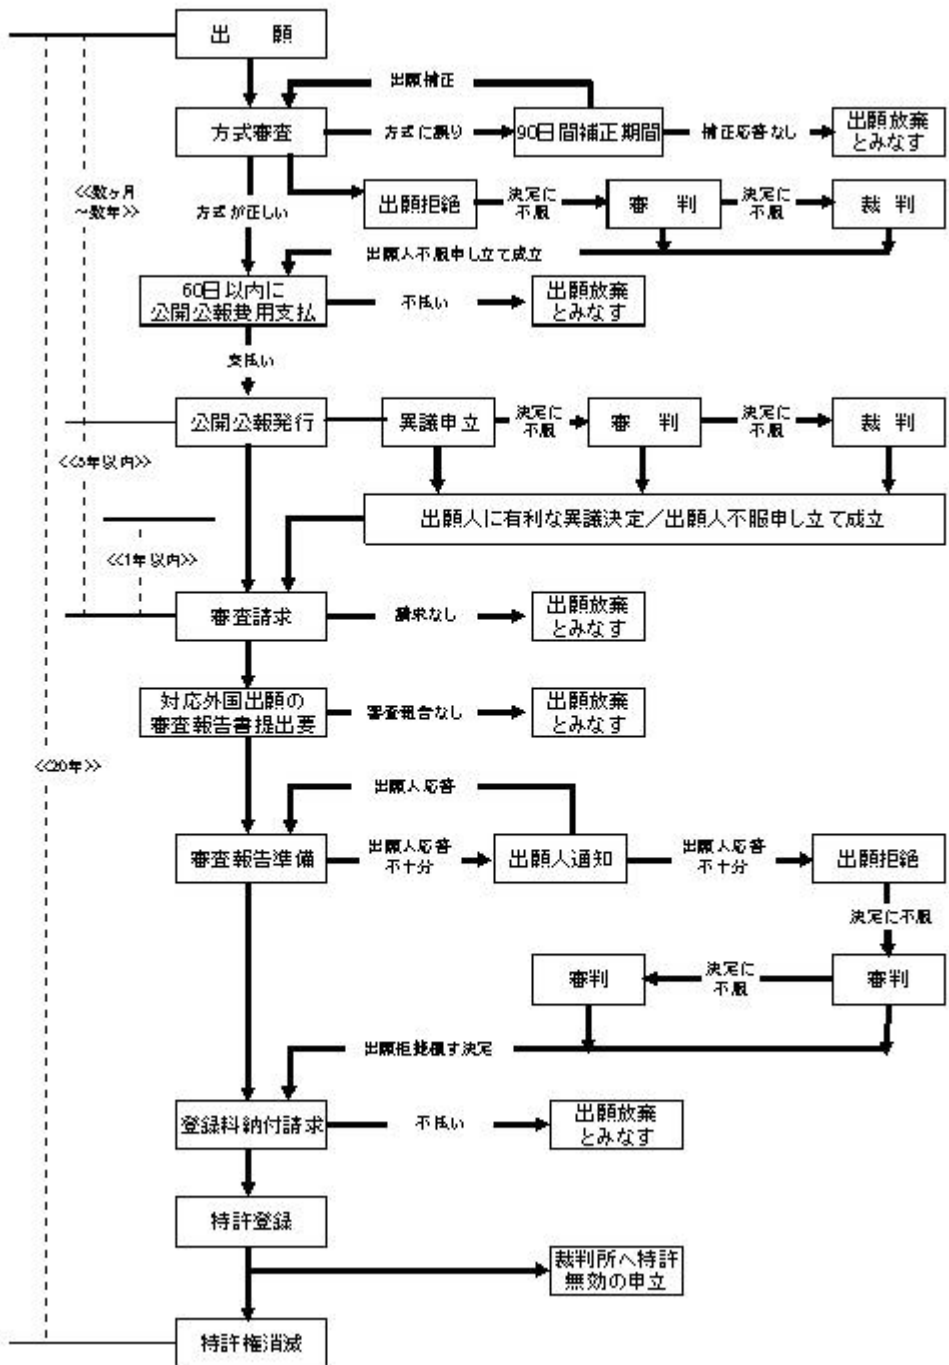 出　願
出願補正
方式審査
方式に誤り
90日間補正期間
補正応答なし
出願放棄
とみなす
<<数ヶ月
～数年>>
方式が正しい
出願拒絶
決定に
不服
審　判
決定に
不服
裁　判
出願人不服申し立て成立
60日以内に
公開公報費用支払
不払い
出願放棄
とみなす
支払い
公開公報発行
異議申立
決定に
不服
審　判
決定に
不服
裁　判
<<5年以内>>
出願人に有利な異議決定／出願人不服申し立て成立
<<1年以内>>
審査請求
請求なし
出願放棄
とみなす
対応外国出願の
審査報告書提出要
審査報告なし
出願放棄
とみなす
<<20年>>
出願人応答
審査報告準備
出願人応答
不十分
出願人通知
出願人応答
不十分
出願拒絶
決定に不服
審判
決定に
不服
審判
出願拒絶覆す決定
登録料納付請求
不払い
出願放棄
とみなす
特許登録
裁判所へ特許
無効の申立
特許権消滅